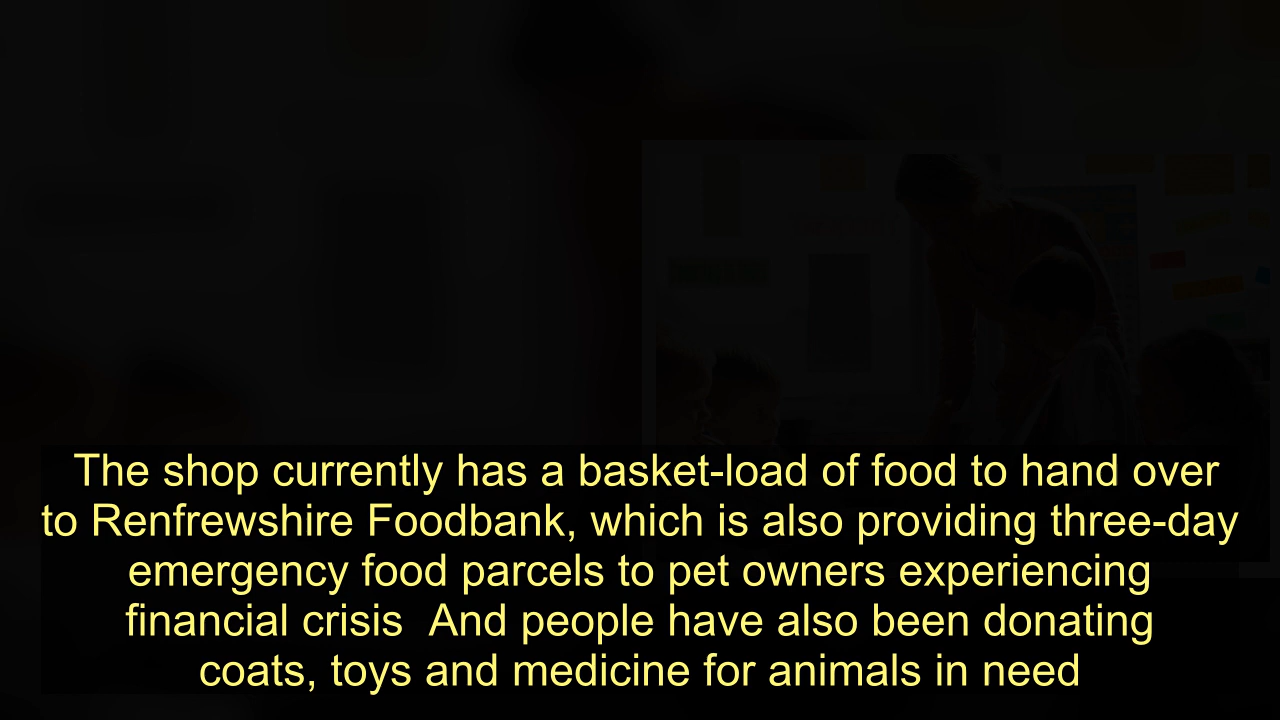 The shop currently has a basket-load of food to hand over
to Renfrewshire Foodbank, which is also providing three-day
emergency food parcels to pet owners experiencing
financial crisis  And people have also been donating
coats, toys and medicine for animals in need